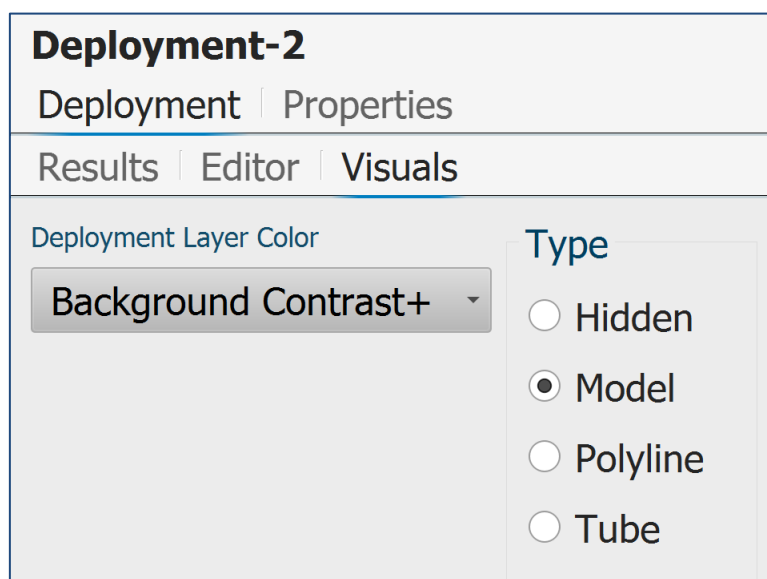 Deployment-2
Deployment Properties
Results Editor Visuals
Deployment Layer Color
Background Contrast+
Type
Hidden
Model
Polyline
Tube